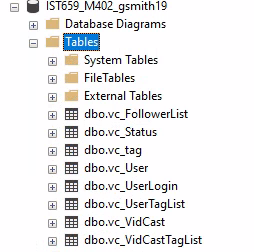 IST659_M402_gsmith19
Database Diagrams
Tables
System Tables
FileTables
External Tables
dbo.vc_FollowerList
dbo.vc_Status
dbo.vc_tag
dbo.vc_User
dbo.vc_UserLogin
dbo.vc_UserTagList
dbo.vc_VidCast
dbo.vc_VidCastTagList